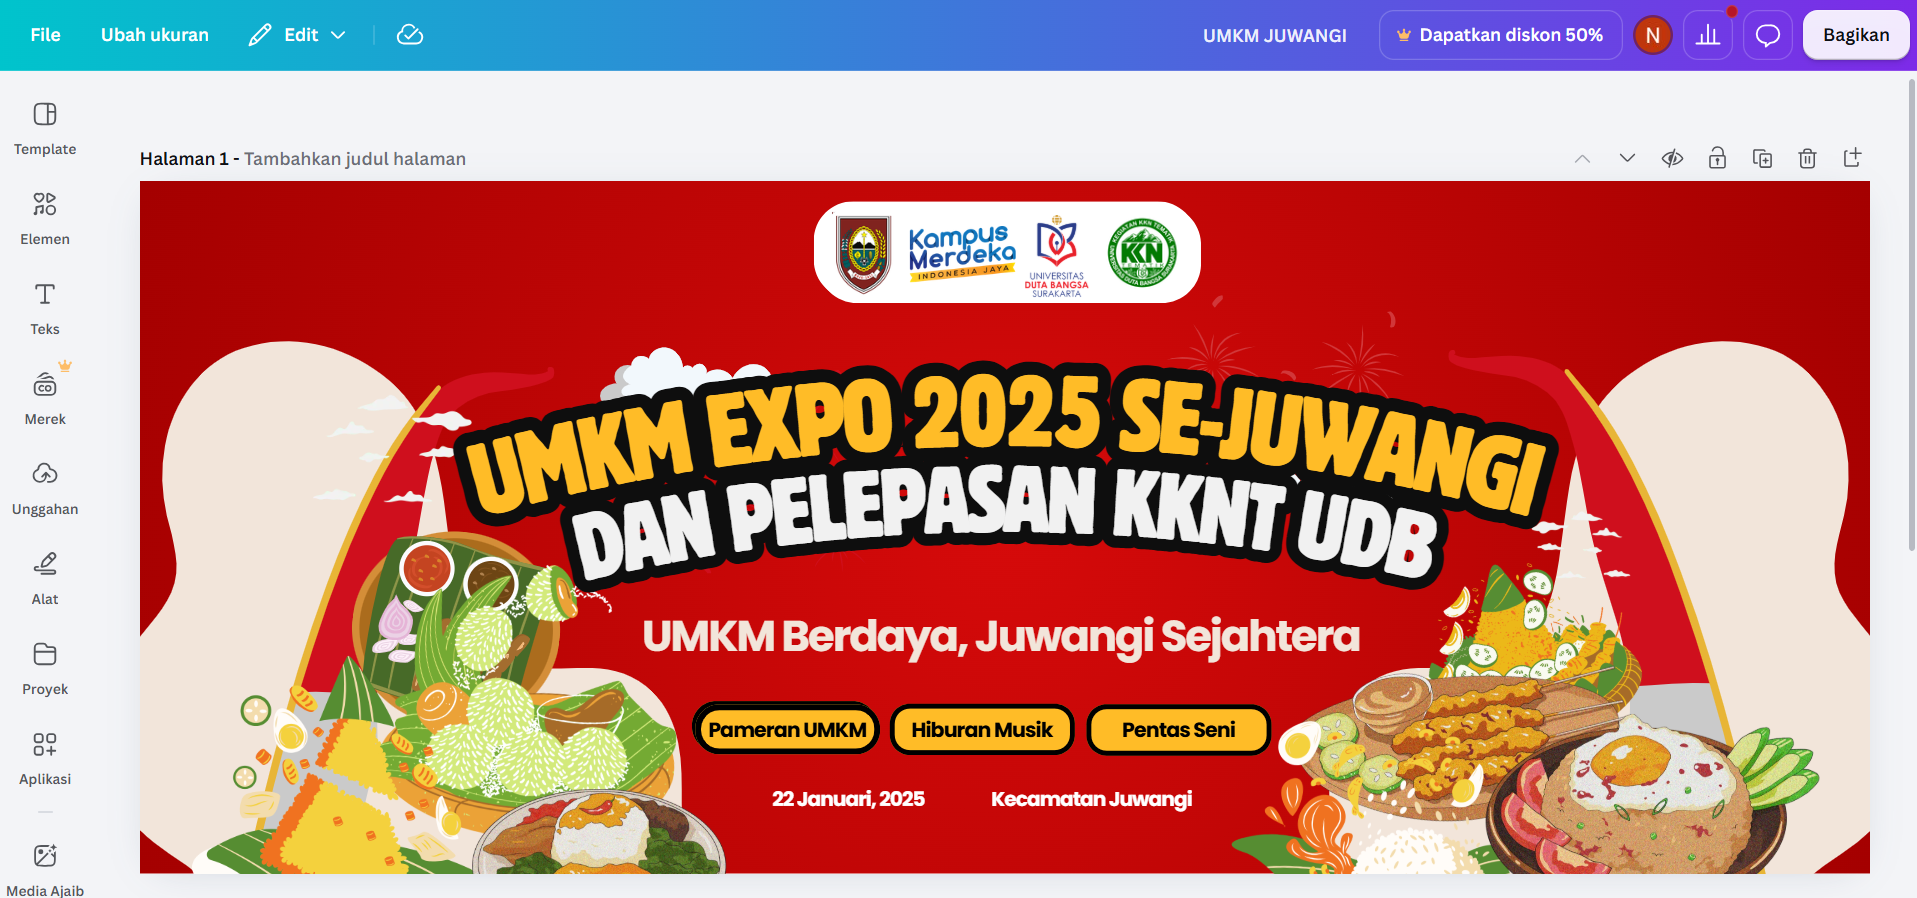 File
Ubah ukuran
Edit
UMKM JUWANGI
Dapatkan diskon 50%
N
Bagikan
Template
Elemen
Teks
Merek
Unggahan
Alat
Proyek
Aplikasi
Media Ajaib
Halaman 1 - Tambahkan judul halaman
Kampus
Merdeka
INDONESIA JAYA
UNIVERSITAS
DUTA BANGSA
SURAKARTA
KKN
TEMATIK
UMKM EXPO 2025 SE-JUWANGI
DAN PELEPASAN KKNT UDB
UMKM Berdaya, Juwangi Sejahtera
Pameran UMKM
Hiburan Musik
Pentas Seni
22 Januari, 2025
Kecamatan Juwangi